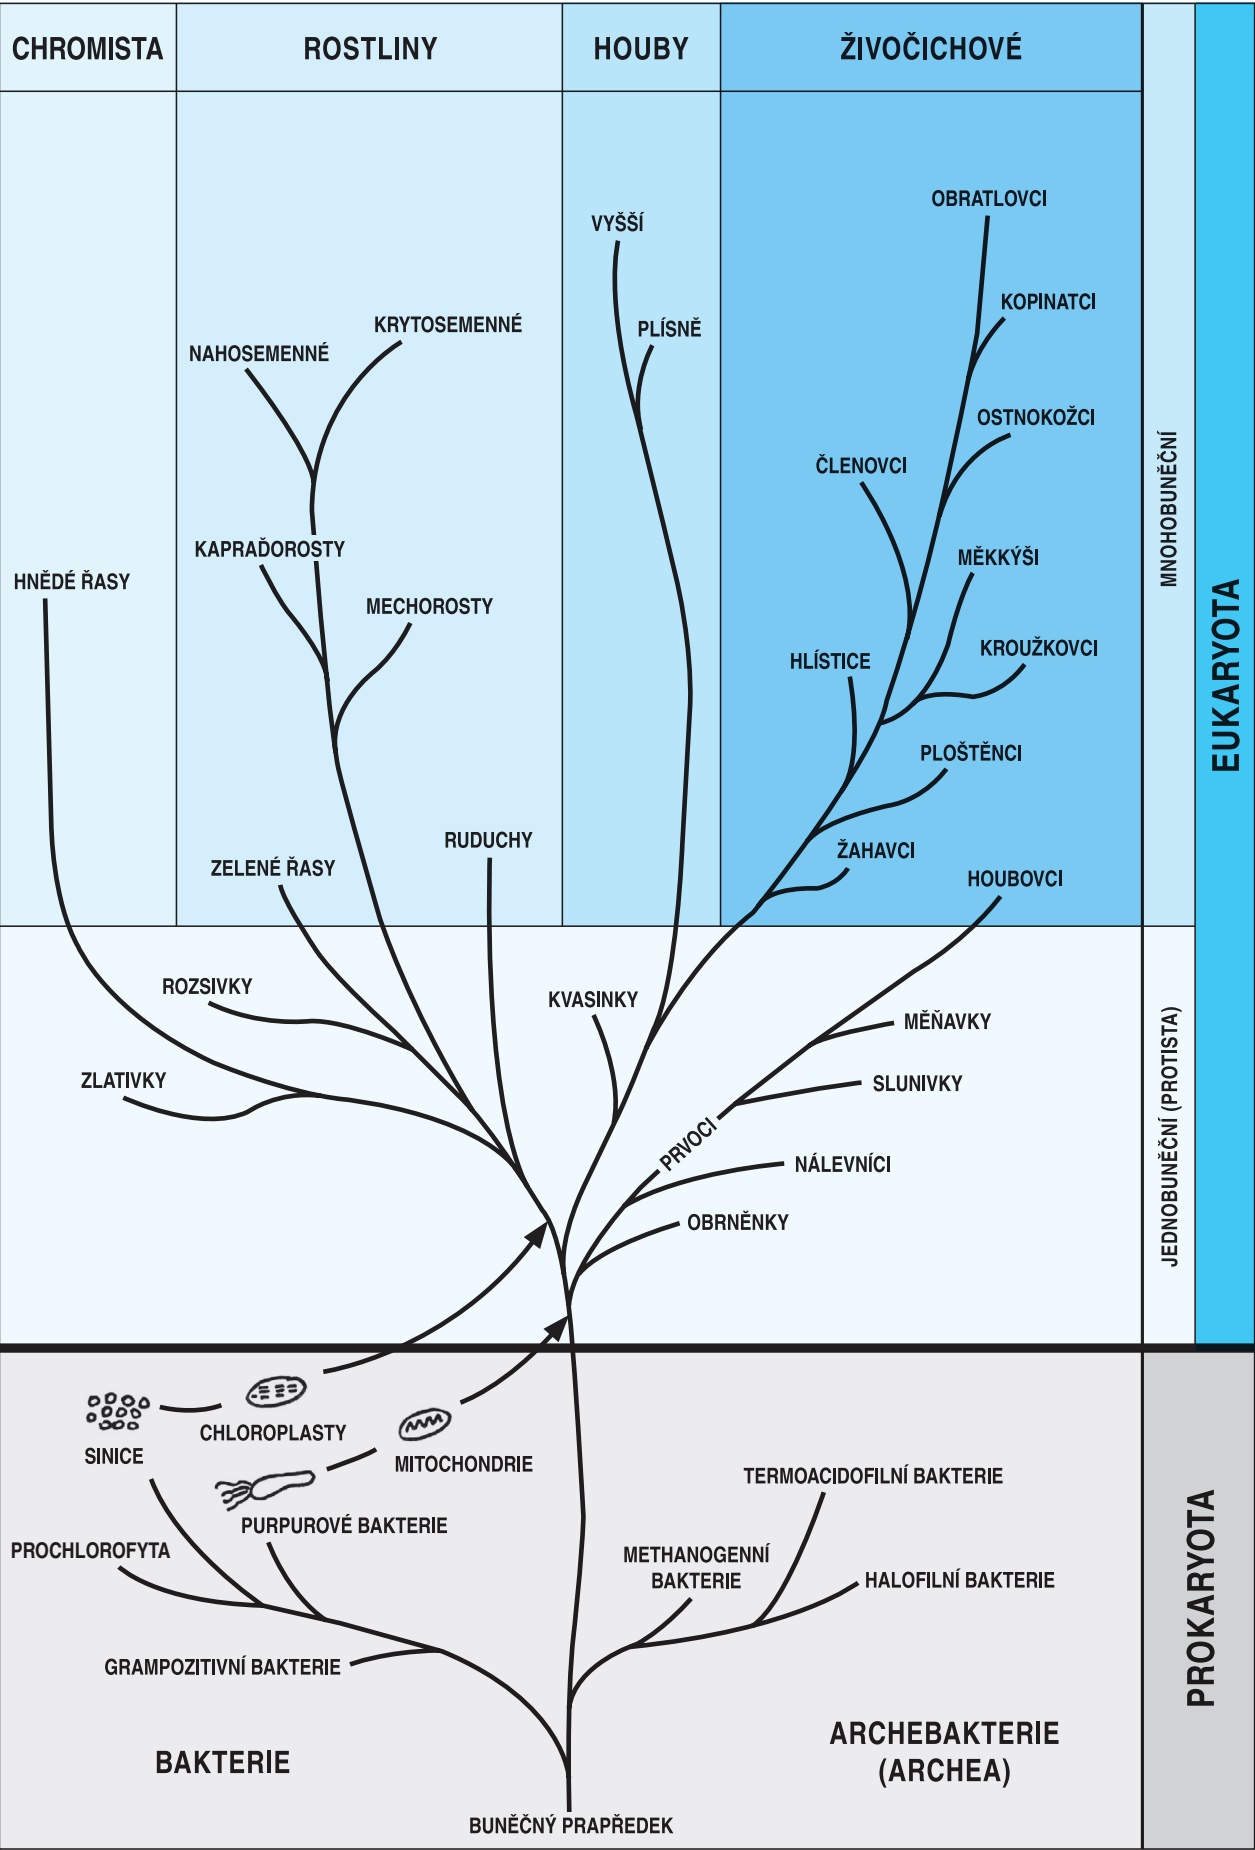 CHROMISTA
ROSTLINY
HOUBY
ŽIVOČICHOVÉ
OBRATLOVCI
VYŠŠÍ
KOPINATCI
KRYTOSEMENNÉ
PLÍSNĚ
NAHOSEMENNÉ
OSTNOKOŽCI
ČLENOVCI
MNOHOBUNĚČNÍ
KAPRAĎOROSTY
MĚKKÝŠI
HNĚDÉ ŘASY
MECHOROSTY
EUKARYOTA
KROUŽKOVCI
HLÍSTICE
PLOŠTĚNCI
RUDUCHY
ŽAHAVCI
ZELENÉ ŘASY
HOUBOVCI
ROZSIVKY
KVASINKY
MĚŇAVKY
ZLATIVKY
SLUNIVKY
JEDNOBUNĚČNÍ (PROTISTA)
PRVOCI
NÁLEVNÍCI
OBRNĚNKY
CHLOROPLASTY
SINICE
MITOCHONDRIE
TERMOACIDOFILNÍ BAKTERIE
PURPUROVÉ BAKTERIE
PROCHLOROFYTA
METHANOGENNÍ
BAKTERIE
HALOFILNÍ BAKTERIE
PROKARYOTA
GRAMPOZITIVNÍ BAKTERIE
BAKTERIE
ARCHEBAKTERIE
(ARCHEA)
BUNĚČNÝ PRAPŘEDEK